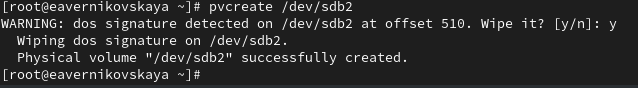 [root@eavernikovskaya ~]# pvcreate /dev/sdb2
WARNING: dos signature detected on /dev/sdb2 at offset 510. Wipe it? [y/n]: y
  Wiping dos signature on /dev/sdb2.
  Physical volume "/dev/sdb2" successfully created.
[root@eavernikovskaya ~]#